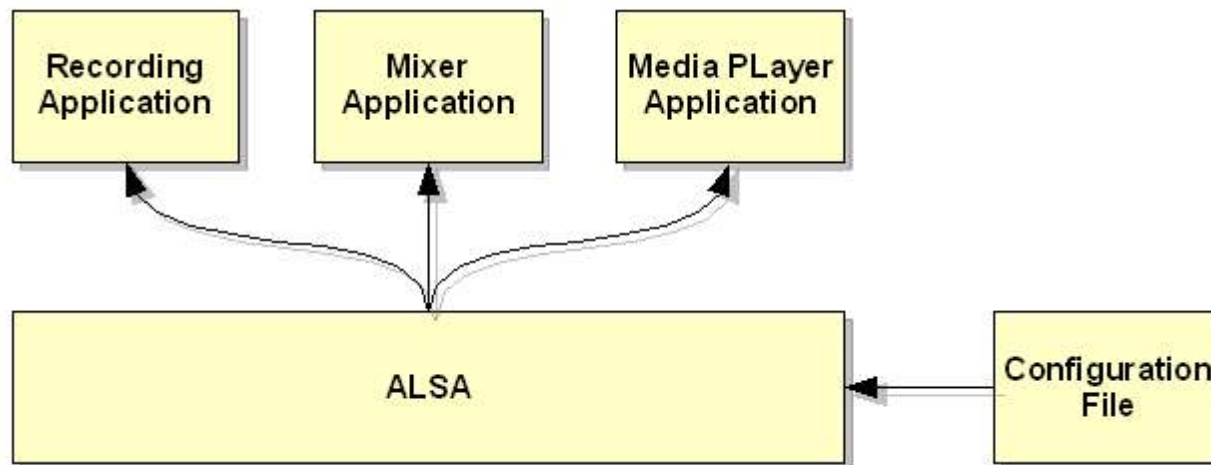 Recording
Application
Mixer
Application
Media PLayer
Application
ALSA
Configuration
File